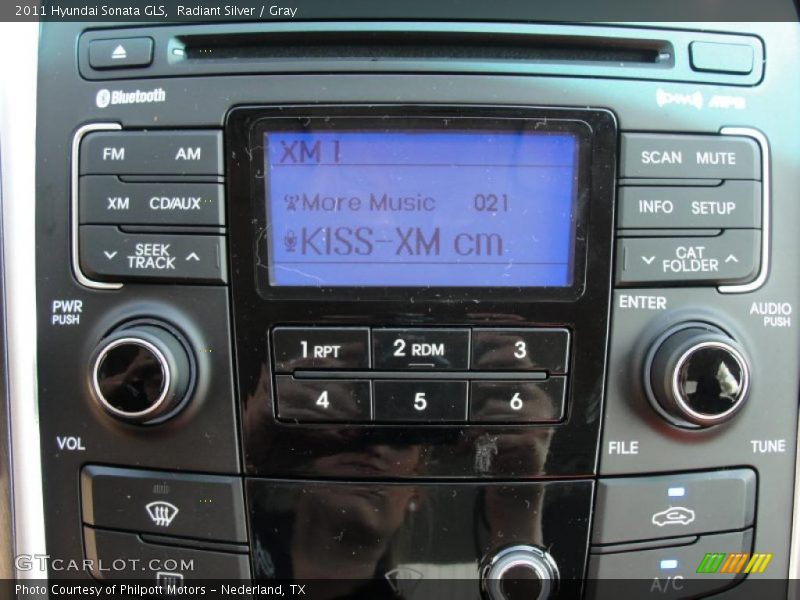 2011 Hyundai Sonata GLS, Radiant Silver / Gray
Bluetooth
XM 1
More Music 021
KISS-XM cm
FM AM
XM CD/AUX
SEEK
TRACK
SCAN MUTE
INFO SETUP
CAT
FOLDER
PWR
PUSH
ENTER
AUDIO
PUSH
1 RPT 2 RDM 3
4 5 6
VOL
FILE
TUNE
A/C
GTCARLOT.COM
Photo Courtesy of Philpott Motors - Nederland, TX